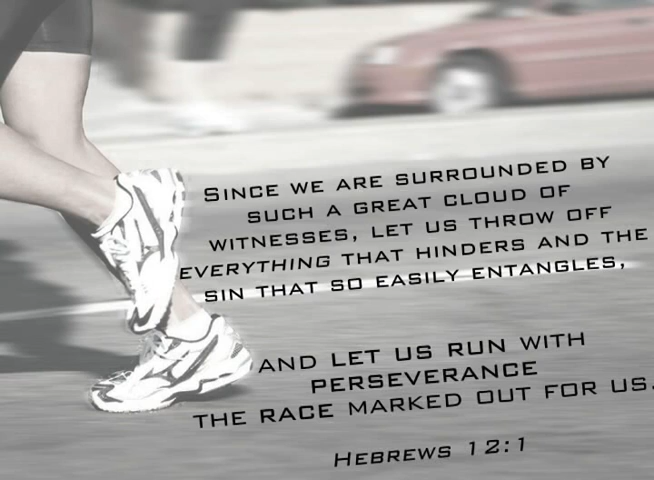 Since we are surrounded by
such a great cloud of
witnesses, let us throw off
everything that hinders and the
sin that so easily entangles,
and let us run with
perseverance
the race marked out for us.
Hebrews 12:1